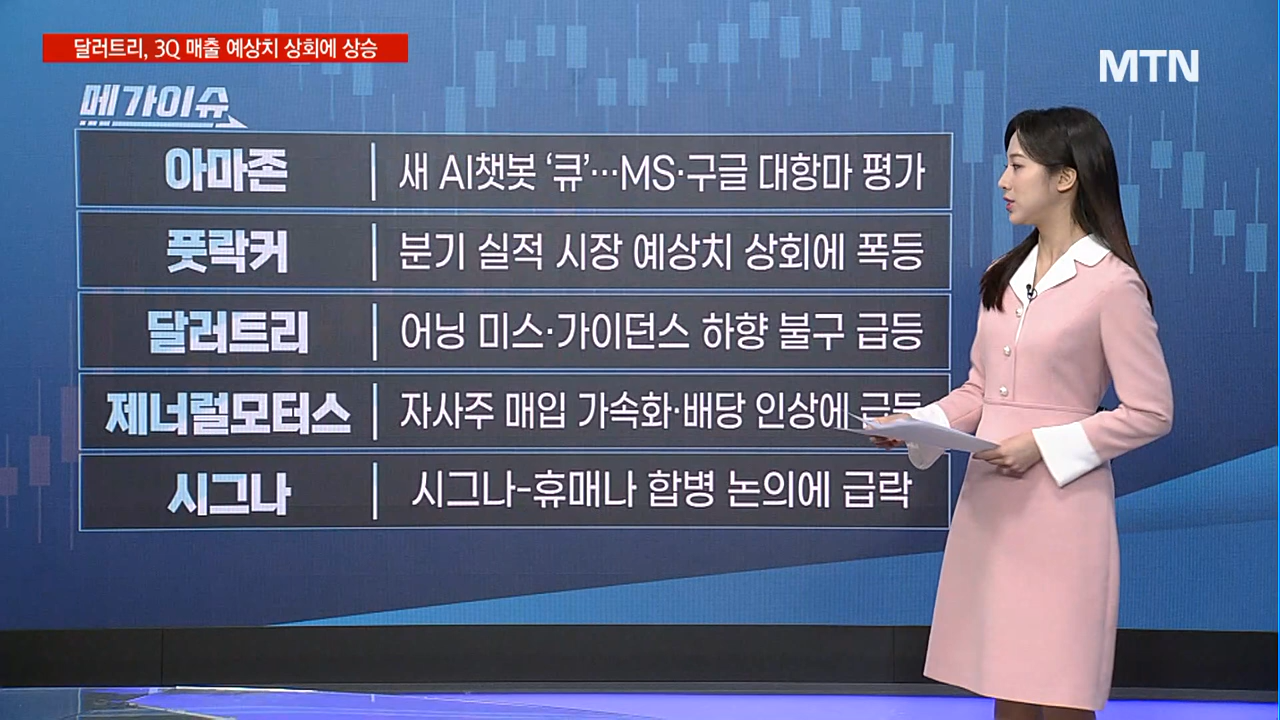 달러트리, 3Q 매출 예상치 상회에 상승
MTN
메가이슈
아마존 새 AI챗봇 ‘큐’…MS·구글 대항마 평가
풋락커 분기 실적 시장 예상치 상회에 폭등
달러트리 어닝 미스·가이던스 하향 불구 급등
제너럴모터스 자사주 매입 가속화·배당 인상에 급등
시그나 시그나-휴매나 합병 논의에 급락